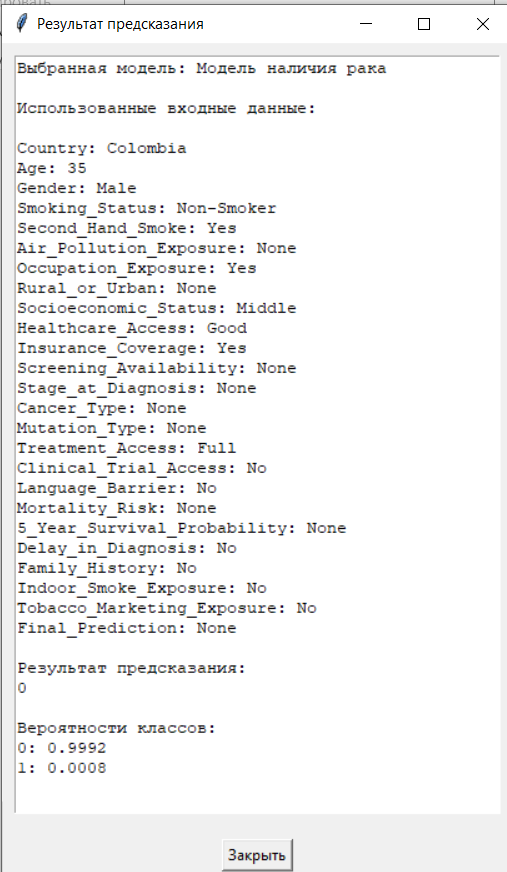 Результат предсказания
Выбранная модель: Модель наличия рака
Использованные входные данные:
Country: Colombia
Age: 35
Gender: Male
Smoking_Status: Non-Smoker
Second_Hand_Smoke: Yes
Air_Pollution_Exposure: None
Occupation_Exposure: Yes
Rural_or_Urban: None
Socioeconomic_Status: Middle
Healthcare_Access: Good
Insurance_Coverage: Yes
Screening_Availability: None
Stage_at_Diagnosis: None
Cancer_Type: None
Mutation_Type: None
Treatment_Access: Full
Clinical_Trial_Access: No
Language_Barrier: No
Mortality_Risk: None
5_Year_Survival_Probability: None
Delay_in_Diagnosis: No
Family_History: No
Indoor_Smoke_Exposure: No
Tobacco_Marketing_Exposure: No
Final_Prediction: None
Результат предсказания:
0
Вероятности классов:
0: 0.9992
1: 0.0008
Закрыть